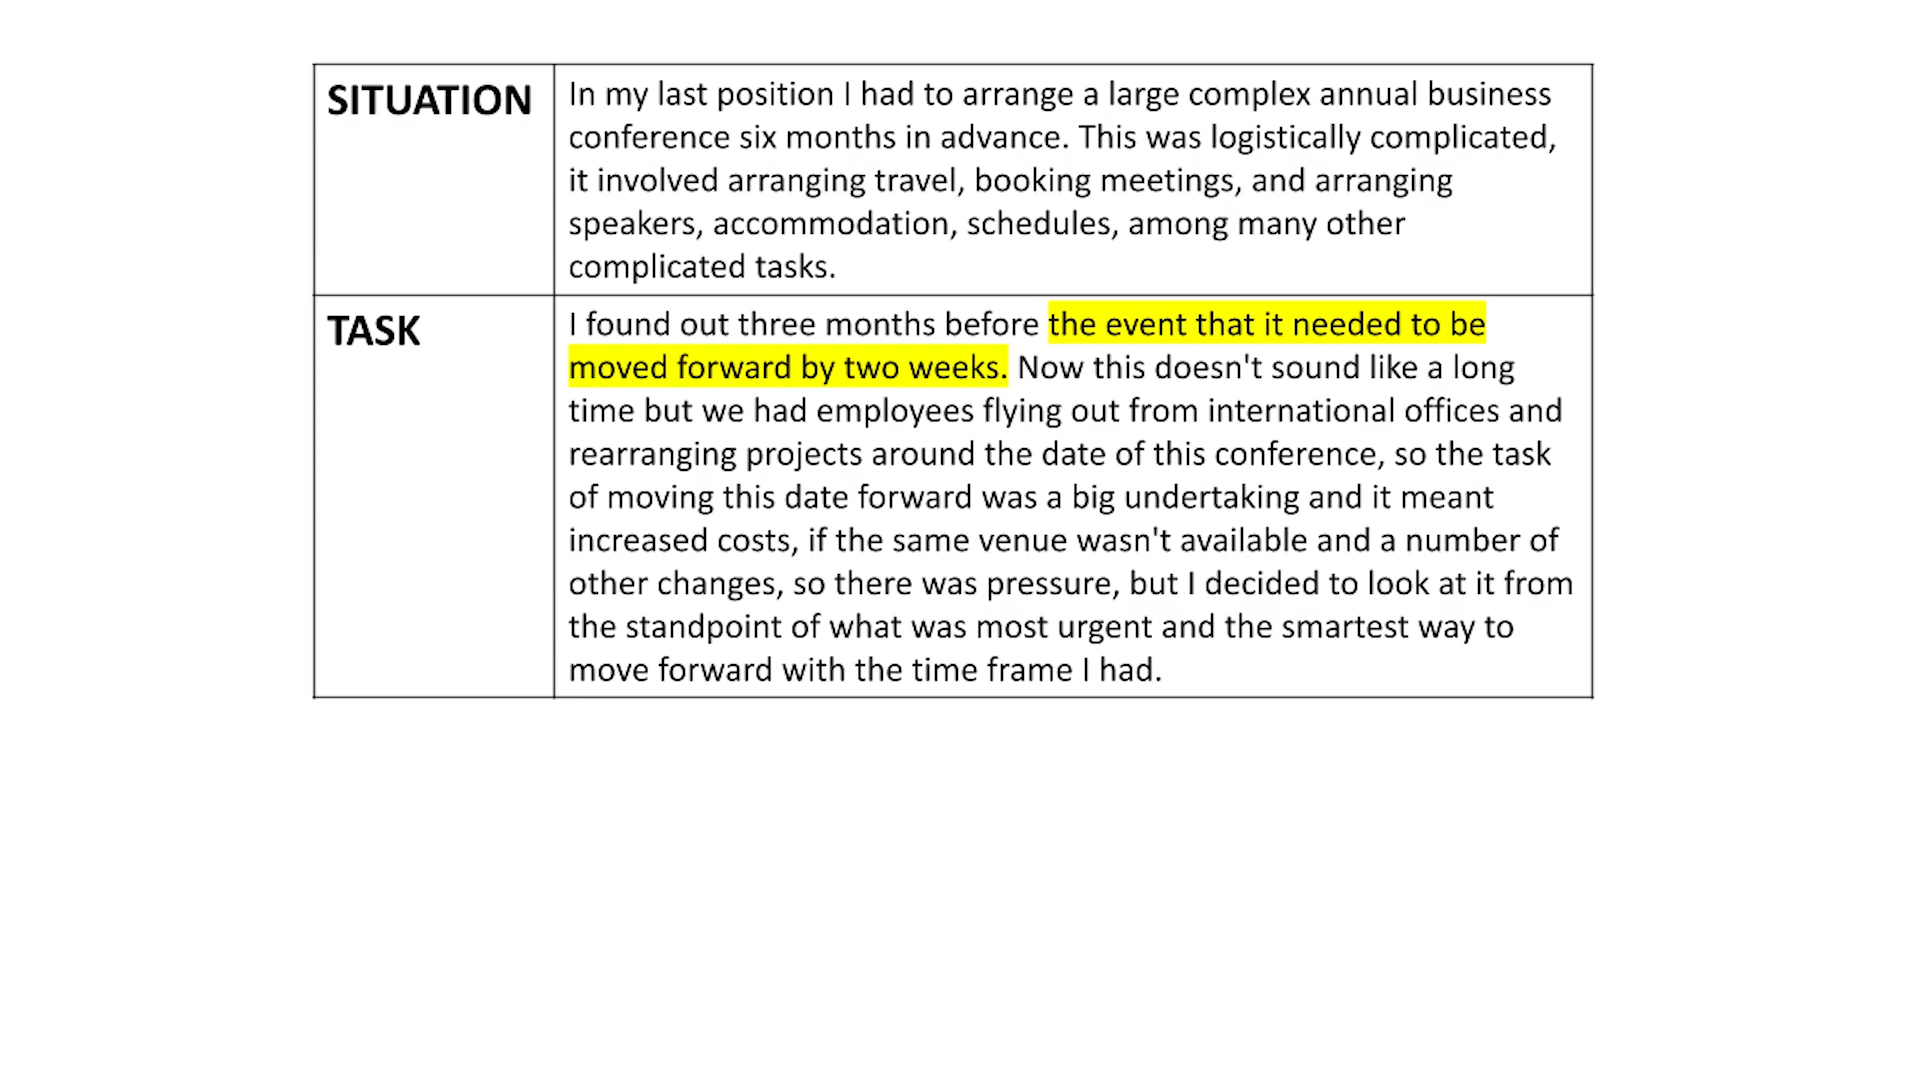 SITUATION
In my last position I had to arrange a large complex annual business
conference six months in advance. This was logistically complicated,
it involved arranging travel, booking meetings, and arranging
speakers, accommodation, schedules, among many other
complicated tasks.
TASK
I found out three months before the event that it needed to be
moved forward by two weeks. Now this doesn't sound like a long
time but we had employees flying out from international offices and
rearranging projects around the date of this conference, so the task
of moving this date forward was a big undertaking and it meant
increased costs, if the same venue wasn't available and a number of
other changes, so there was pressure, but I decided to look at it from
the standpoint of what was most urgent and the smartest way to
move forward with the time frame I had.